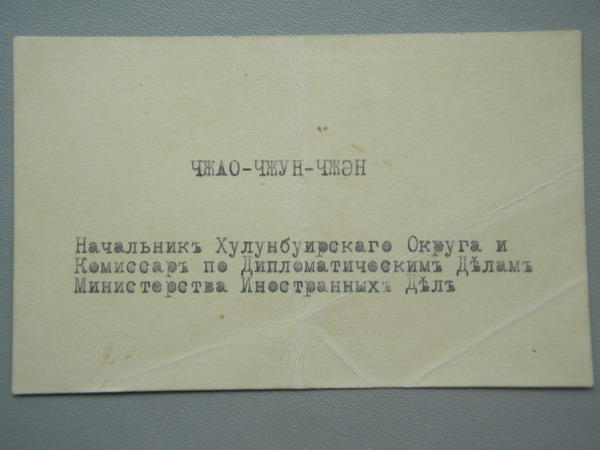 ЧЖАО-ЧЖУН-ЧЖЭН
Начальникъ Хулунбуирскаго Округа и
Комиссаръ по Дипломатическимъ Дѣламъ
Министерства Иностранныхъ Дѣлъ